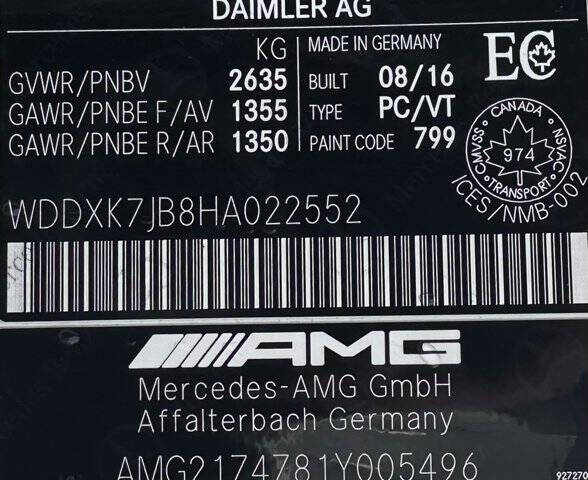 DAIMLER AG
KG
GVWR/PNBV 2635
GAWR/PNBE F/AV 1355
GAWR/PNBE R/AR 1350
MADE IN GERMANY
BUILT 08/16
TYPE PC/VT
PAINT CODE 799
EC
CANADA
CMVSS NSVAC
974
TRANSPORT
ICES/NMB-002
WDDXK7JB8HA022552
AMG
Mercedes-AMG GmbH
Affalterbach Germany
AMG2174781Y005496
927270